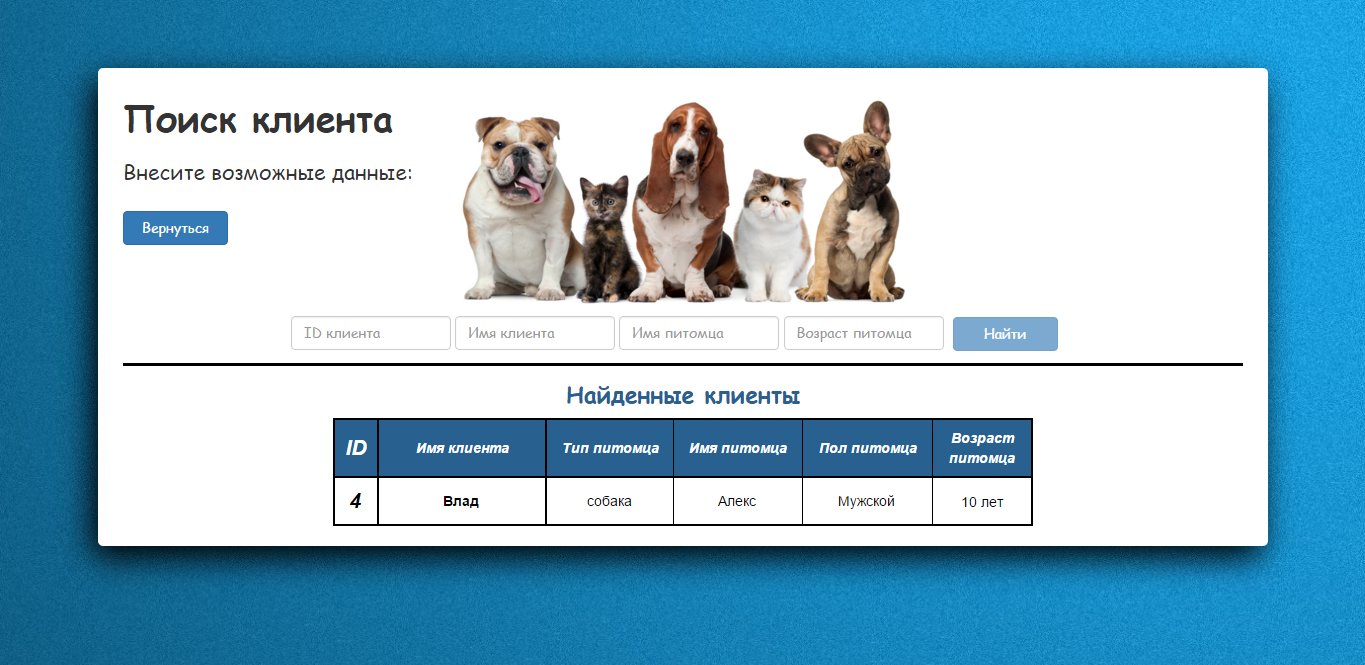 Поиск клиента
Внесите возможные данные:
Вернуться
ID клиента Имя клиента Имя питомца Возраст питомца Найти
Найденные клиенты
ID Имя клиента Тип питомца Имя питомца Пол питомца Возраст питомца
4 Влад собака Алекс Мужской 10 лет